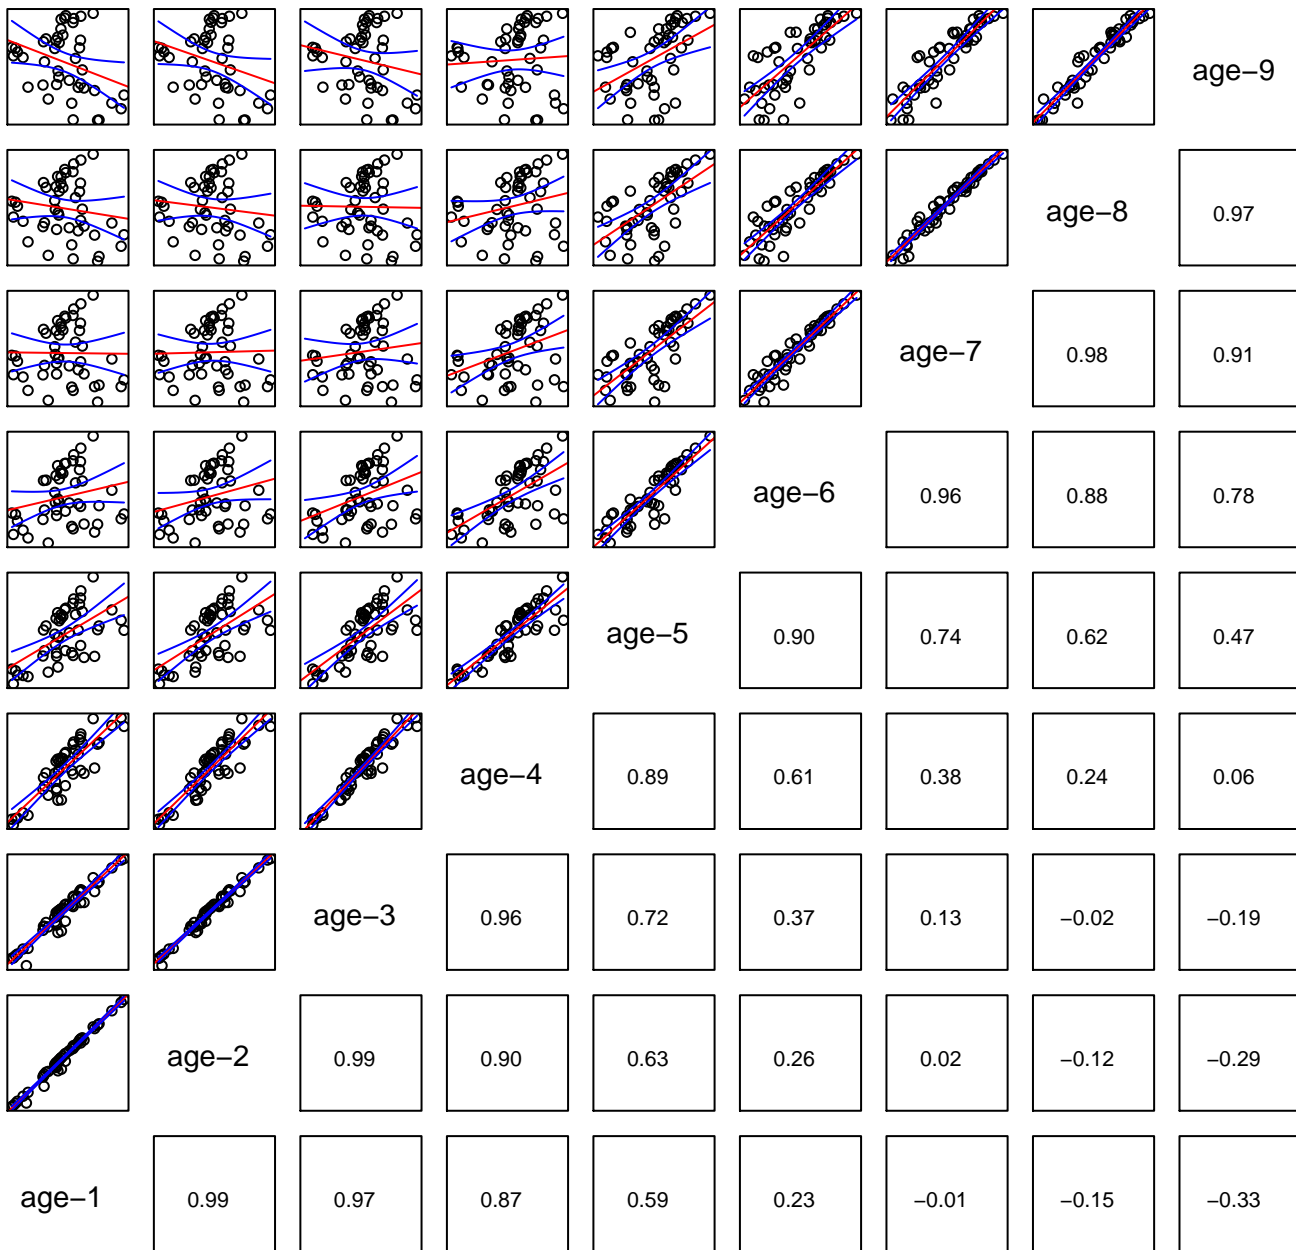 age−9
age−8 0.97
age−7 0.98 0.91
age−6 0.96 0.88 0.78
age−5 0.90 0.74 0.62 0.47
age−4 0.89 0.61 0.38 0.24 0.06
age−3 0.96 0.72 0.37 0.13 −0.02 −0.19
age−2 0.99 0.90 0.63 0.26 0.02 −0.12 −0.29
age−1 0.99 0.97 0.87 0.59 0.23 −0.01 −0.15 −0.33